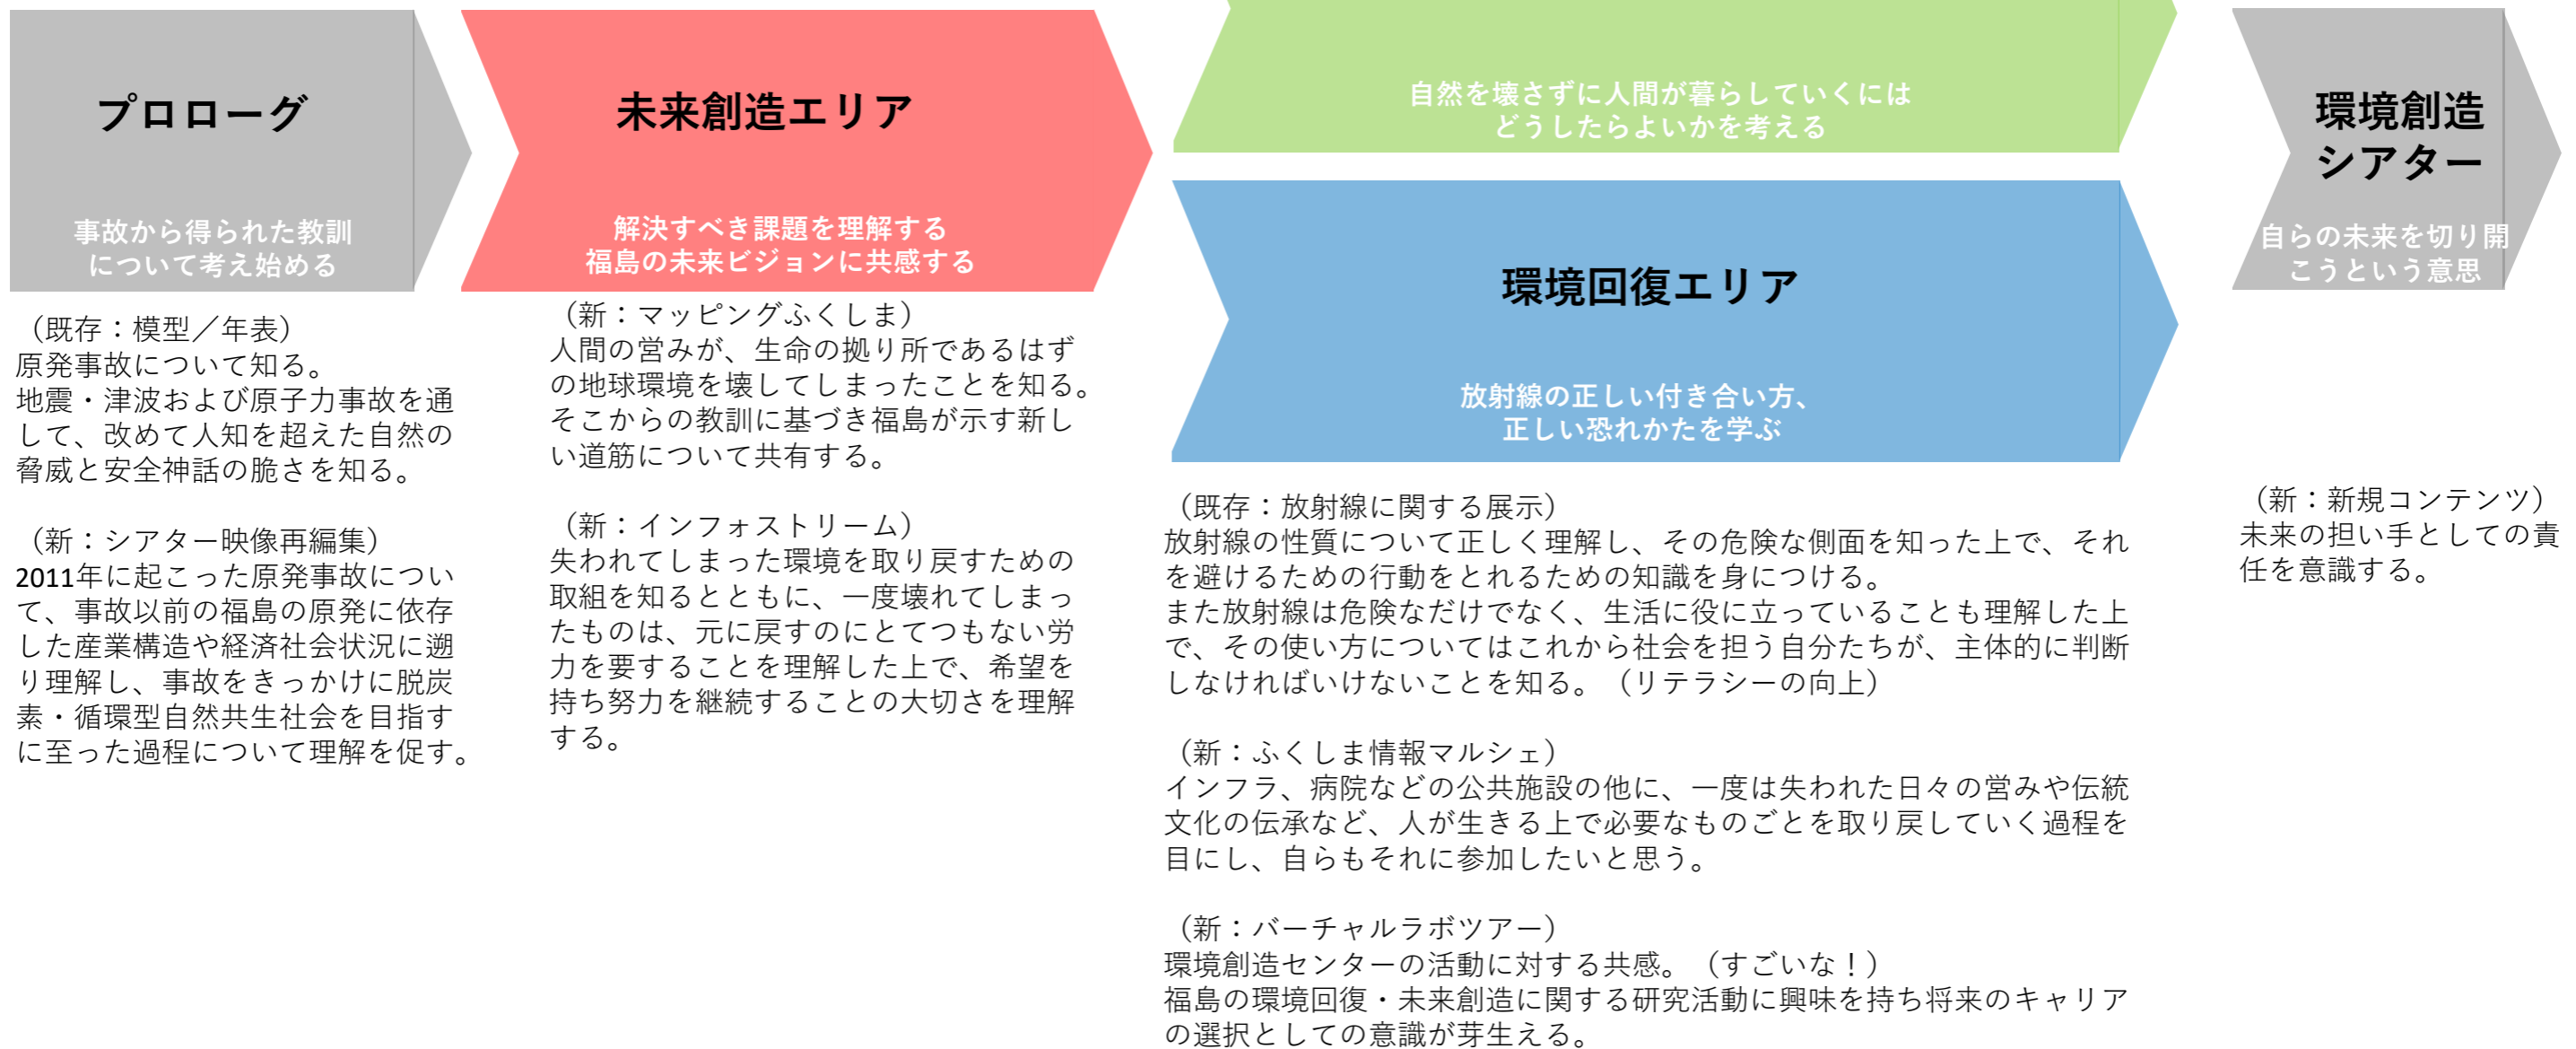 プロローグ
事故から得られた教訓
について考え始める
（既存：模型／年表）
原発事故について知る。
地震・津波および原子力事故を通
して、改めて人知を超えた自然の
脅威と安全神話の脆さを知る。
（新：シアター映像再編集）
2011年に起こった原発事故につい
て、事故以前の福島の原発に依存
した産業構造や経済社会状況に遡
り理解し、事故をきっかけに脱炭
素・循環型自然共生社会を目指す
に至った過程について理解を促す。
未来創造エリア
解決すべき課題を理解する
福島の未来ビジョンに共感する
（新：マッピングふくしま）
人間の営みが、生命の拠り所であるはず
の地球環境を壊してしまったことを知る。
そこからの教訓に基づき福島が示す新し
い道筋について共有する。
（新：インフォストリーム）
失われてしまった環境を取り戻すための
取組を知るとともに、一度壊れてしまっ
たものは、元に戻すのにとてつもない労
力を要することを理解した上で、希望を
持ち努力を継続することの大切さを理解
する。
自然を壊さずに人間が暮らしていくには
どうしたらよいかを考える
環境回復エリア
放射線の正しい付き合い方、
正しい恐れかたを学ぶ
（既存：放射線に関する展示）
放射線の性質について正しく理解し、その危険な側面を知った上で、それ
を避けるための行動をとれるための知識を身につける。
また放射線は危険なだけでなく、生活に役に立っていることも理解した上
で、その使い方についてはこれから社会を担う自分たちが、主体的に判断
しなければいけないことを知る。（リテラシーの向上）
（新：ふくしま情報マルシェ）
インフラ、病院などの公共施設の他に、一度は失われた日々の営みや伝統
文化の伝承など、人が生きる上で必要なものごとを取り戻していく過程を
目にし、自らもそれに参加したいと思う。
（新：バーチャルラボツアー）
環境創造センターの活動に対する共感。（すごいな！）
福島の環境回復・未来創造に関する研究活動に興味を持ち将来のキャリア
の選択としての意識が芽生える。
環境創造
シアター
自らの未来を切り開
こうという意思
（新：新規コンテンツ）
未来の担い手としての責
任を意識する。